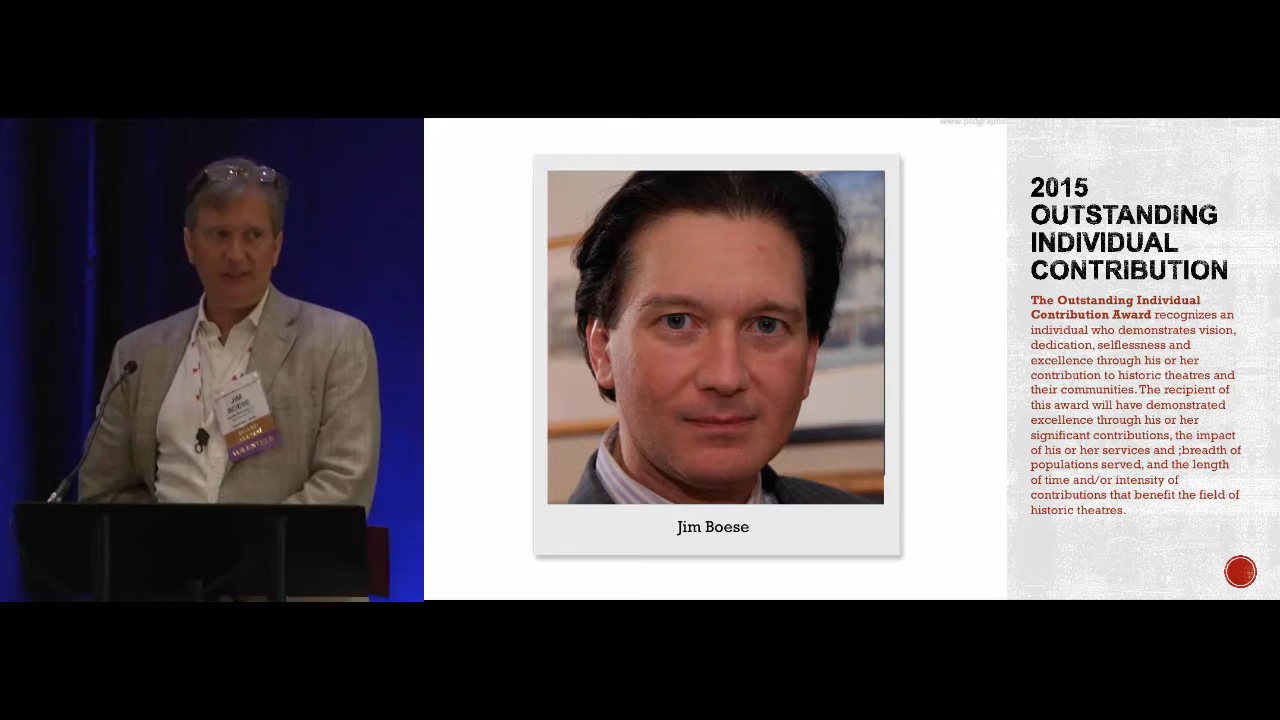 JIM
BOESE
ALUMNI
VOLUNTEER
Jim Boese
2015
OUTSTANDING
INDIVIDUAL
CONTRIBUTION
The Outstanding Individual
Contribution Award recognizes an
individual who demonstrates vision,
dedication, selflessness and
excellence through his or her
contribution to historic theatres and
their communities. The recipient of
this award will have demonstrated
excellence through his or her
significant contributions, the impact
of his or her services and ;breadth of
populations served, and the length
of time and/or intensity of
contributions that benefit the field of
historic theatres.